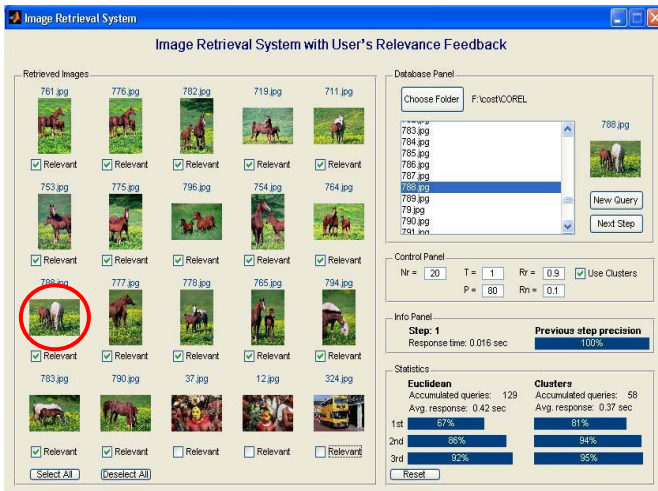 Image Retrieval System
Image Retrieval System with User's Relevance Feedback
Retrieved Images
761.jpg 776.jpg 782.jpg 719.jpg 711.jpg
Relevant Relevant Relevant Relevant Relevant
753.jpg 775.jpg 796.jpg 754.jpg 764.jpg
Relevant Relevant Relevant Relevant Relevant
788.jpg 777.jpg 778.jpg 765.jpg 794.jpg
Relevant Relevant Relevant Relevant Relevant
783.jpg 790.jpg 37.jpg 12.jpg 324.jpg
Relevant Relevant Relevant Relevant Relevant
Select All Deselect All
Database Panel
Choose Folder F:\cost\COREL
783.jpg
784.jpg
785.jpg
786.jpg
787.jpg
788.jpg
789.jpg
79.jpg
790.jpg
791.jpg
788.jpg
New Query
Next Step
Control Panel
Nr = 20 T = 1 Rr = 0.9 Use Clusters
P = 80 Rn = 0.1
Info Panel
Step: 1 Previous step precision
Response time: 0.016 sec 100%
Statistics
Euclidean Clusters
Accumulated queries: 129 Accumulated queries: 58
Avg. response: 0.42 sec Avg. response: 0.37 sec
1st 67% 81%
2nd 86% 94%
3rd 92% 95%
Reset